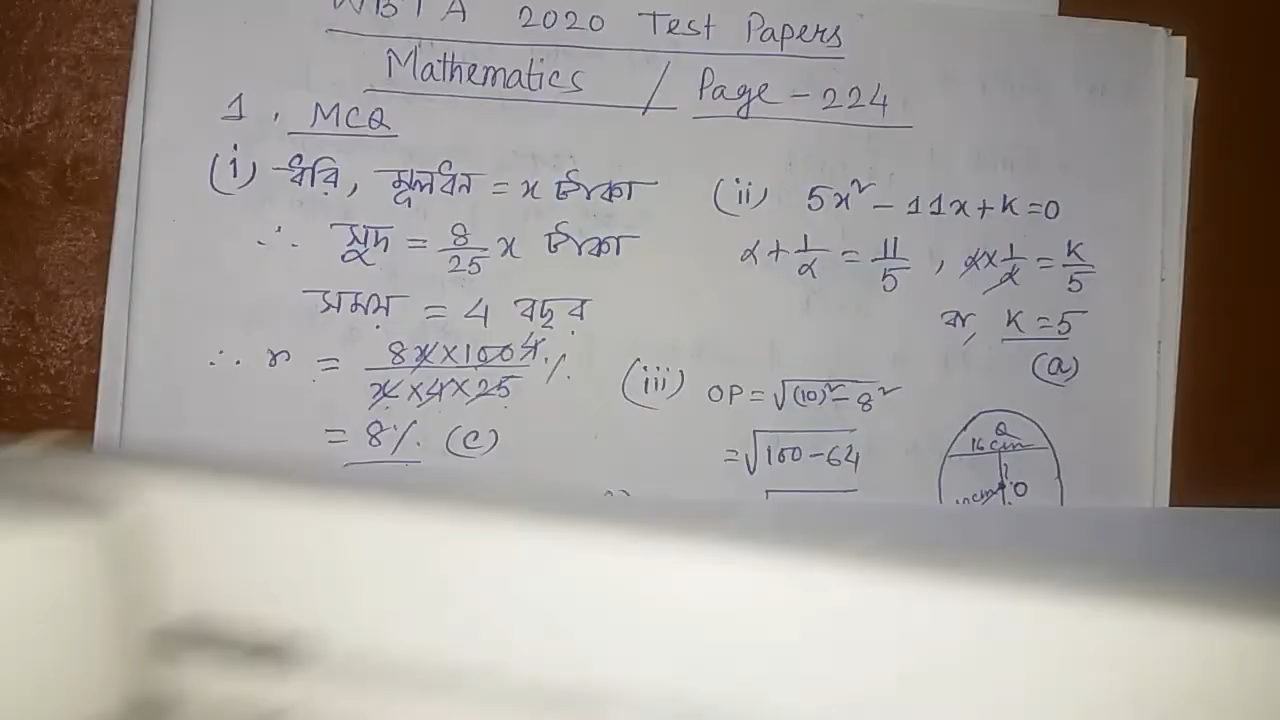 WBTA 2020 Test Papers
Mathematics / Page - 224
1. MCQ
(i) ধরি, মূলধন = x টাকা
∴ সুদ = 8/25 x টাকা
সময় = 4 বছর
∴ r = 8x×100 4/x×4×25 %
= 8% (c)
(ii) 5x² - 11x + k = 0
α + 1/α = 11/5, α×1/α = k/5
বা, k = 5
(a)
(iii) OP = √(10)² - 8²
= √100 - 64
Q
16 cm
O